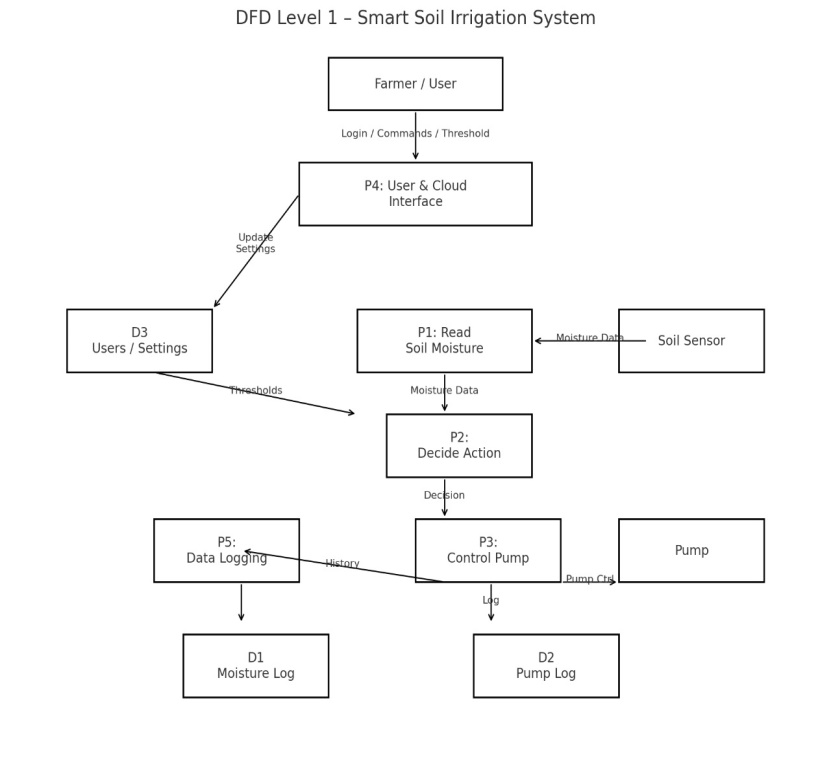 DFD Level 1 – Smart Soil Irrigation System
Farmer / User
Login / Commands / Threshold
P4: User & Cloud
Interface
Update
Settings
D3
Users / Settings
P1: Read
Soil Moisture
Moisture Data
Soil Sensor
Thresholds
Moisture Data
P2:
Decide Action
Decision
P5:
Data Logging
History
P3:
Control Pump
Pump Ctrl
Pump
Log
D1
Moisture Log
D2
Pump Log